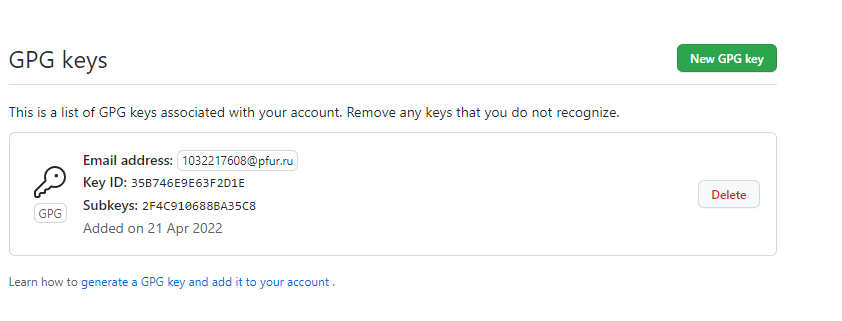 GPG keys
New GPG key
This is a list of GPG keys associated with your account. Remove any keys that you do not recognize.
Email address: 1032217608@pfur.ru
Key ID: 35B746E9E63F2D1E
GPG
Subkeys: 2F4C910688BA35C8
Added on 21 Apr 2022
Delete
Learn how to generate a GPG key and add it to your account .